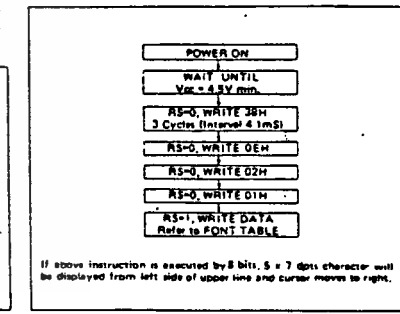 POWER ON
WAIT UNTIL
Vcc = 4.5V min.
RS=0, WRITE 38H
3 Cycles (Interval 4.1mS)
RS=0, WRITE 0EH
RS=0, WRITE 02H
RS=0, WRITE 01H
RS=1, WRITE DATA
Refer to FONT TABLE
If above instruction is executed by 8 bits, 5 x 7 dots character will
be displayed from left side of upper line and cursor moves to right.